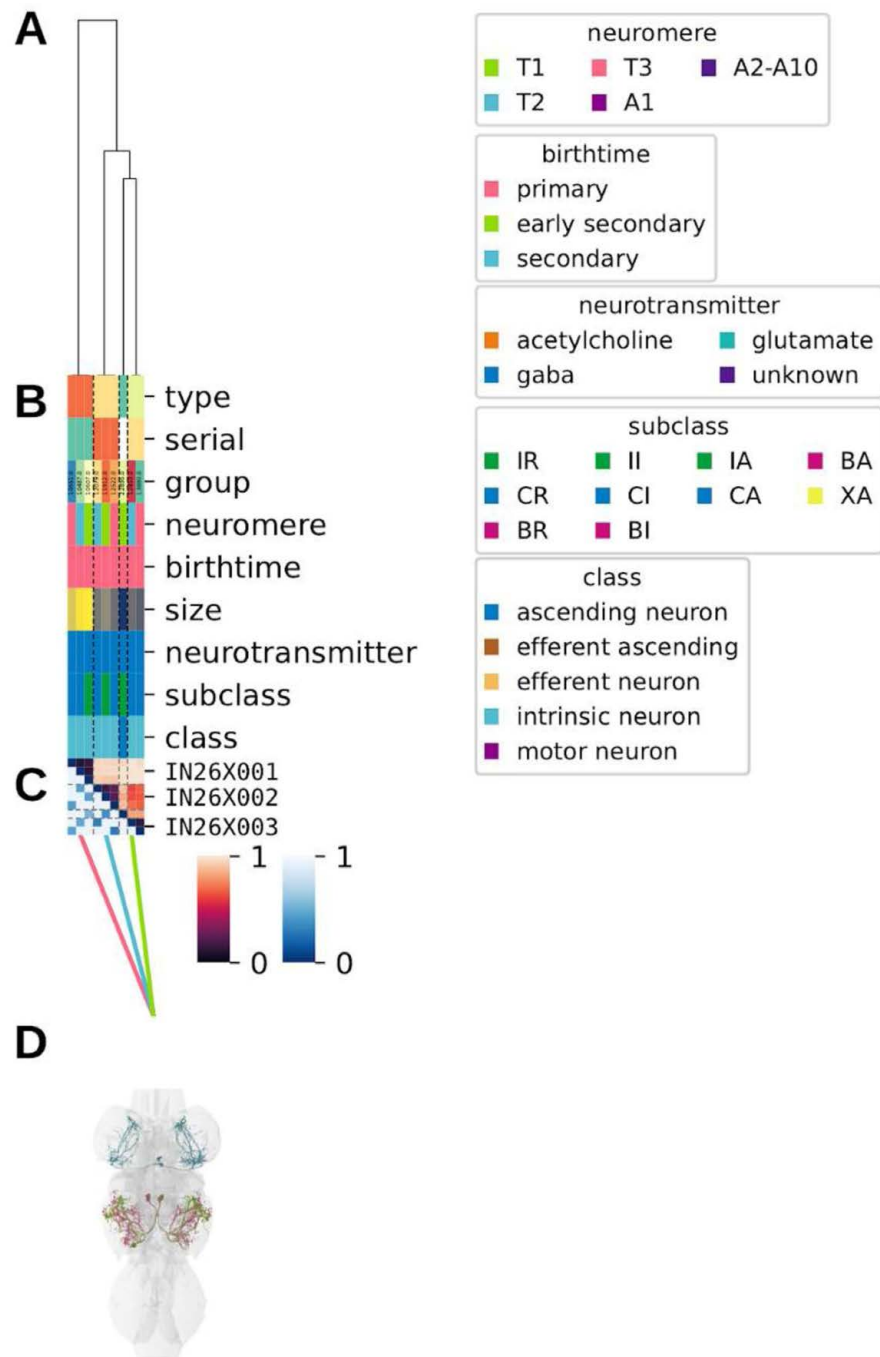 A
neuromere
T1 T3 A2-A10
T2 A1
birthtime
primary
early secondary
secondary
neurotransmitter
acetylcholine glutamate
gaba unknown
subclass
IR II IA BA
CR CI CA XA
BR BI
class
ascending neuron
efferent ascending
efferent neuron
intrinsic neuron
motor neuron
B
type
serial
group
neuromere
birthtime
size
neurotransmitter
subclass
class
C
IN26X001
IN26X002
IN26X003
1 1
0 0
D